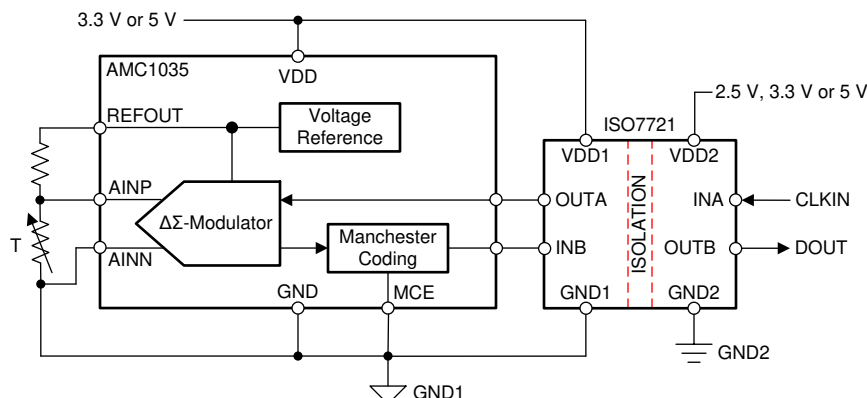 3.3 V or 5 V
AMC1035
VDD
REFOUT
Voltage
Reference
2.5 V, 3.3 V or 5 V
ISO7721
VDD1
VDD2
AINP
ΔΣ-Modulator
OUTA
INA
CLKIN
T
AINN
Manchester
Coding
INB
ISOLATION
OUTB
DOUT
GND
MCE
GND1
GND2
GND2
GND1